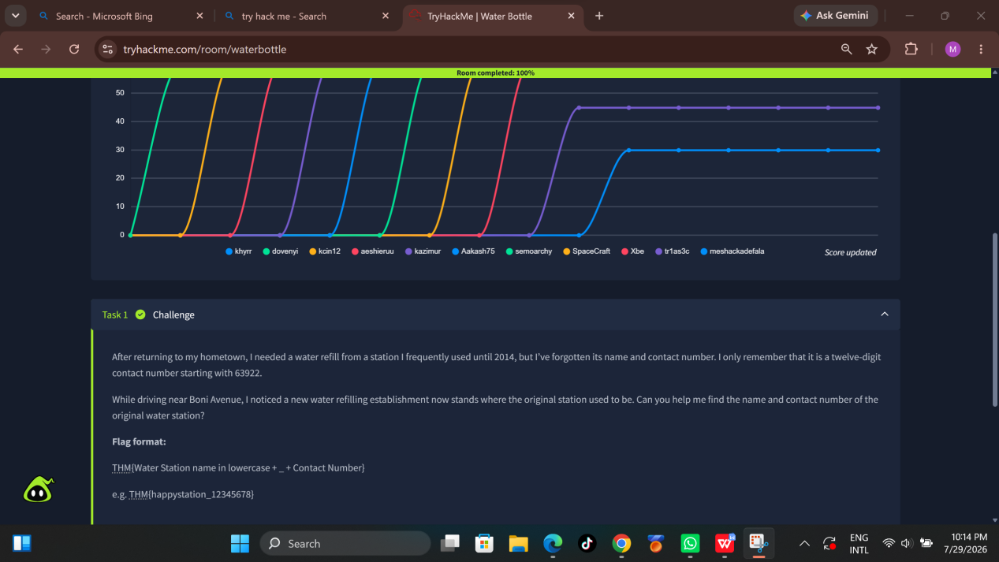 Search - Microsoft Bing
try hack me - Search
TryHackMe | Water Bottle
Ask Gemini
tryhackme.com/room/waterbottle
M
Room completed: 100%
50
40
30
20
10
0
khyrr dovenyi kcin12 aeshieruu kazimur Aakash75 semoarchy SpaceCraft Xbe tr1as3c meshackadefala
Score updated
Task 1 Challenge
After returning to my hometown, I needed a water refill from a station I frequently used until 2014, but I've forgotten its name and contact number. I only remember that it is a twelve-digit
contact number starting with 63922.
While driving near Boni Avenue, I noticed a new water refilling establishment now stands where the original station used to be. Can you help me find the name and contact number of the
original water station?
Flag format:
THM{Water Station name in lowercase + _ + Contact Number}
e.g. THM{happystation_12345678}
Search
W
ENG
INTL
10:14 PM
7/29/2026